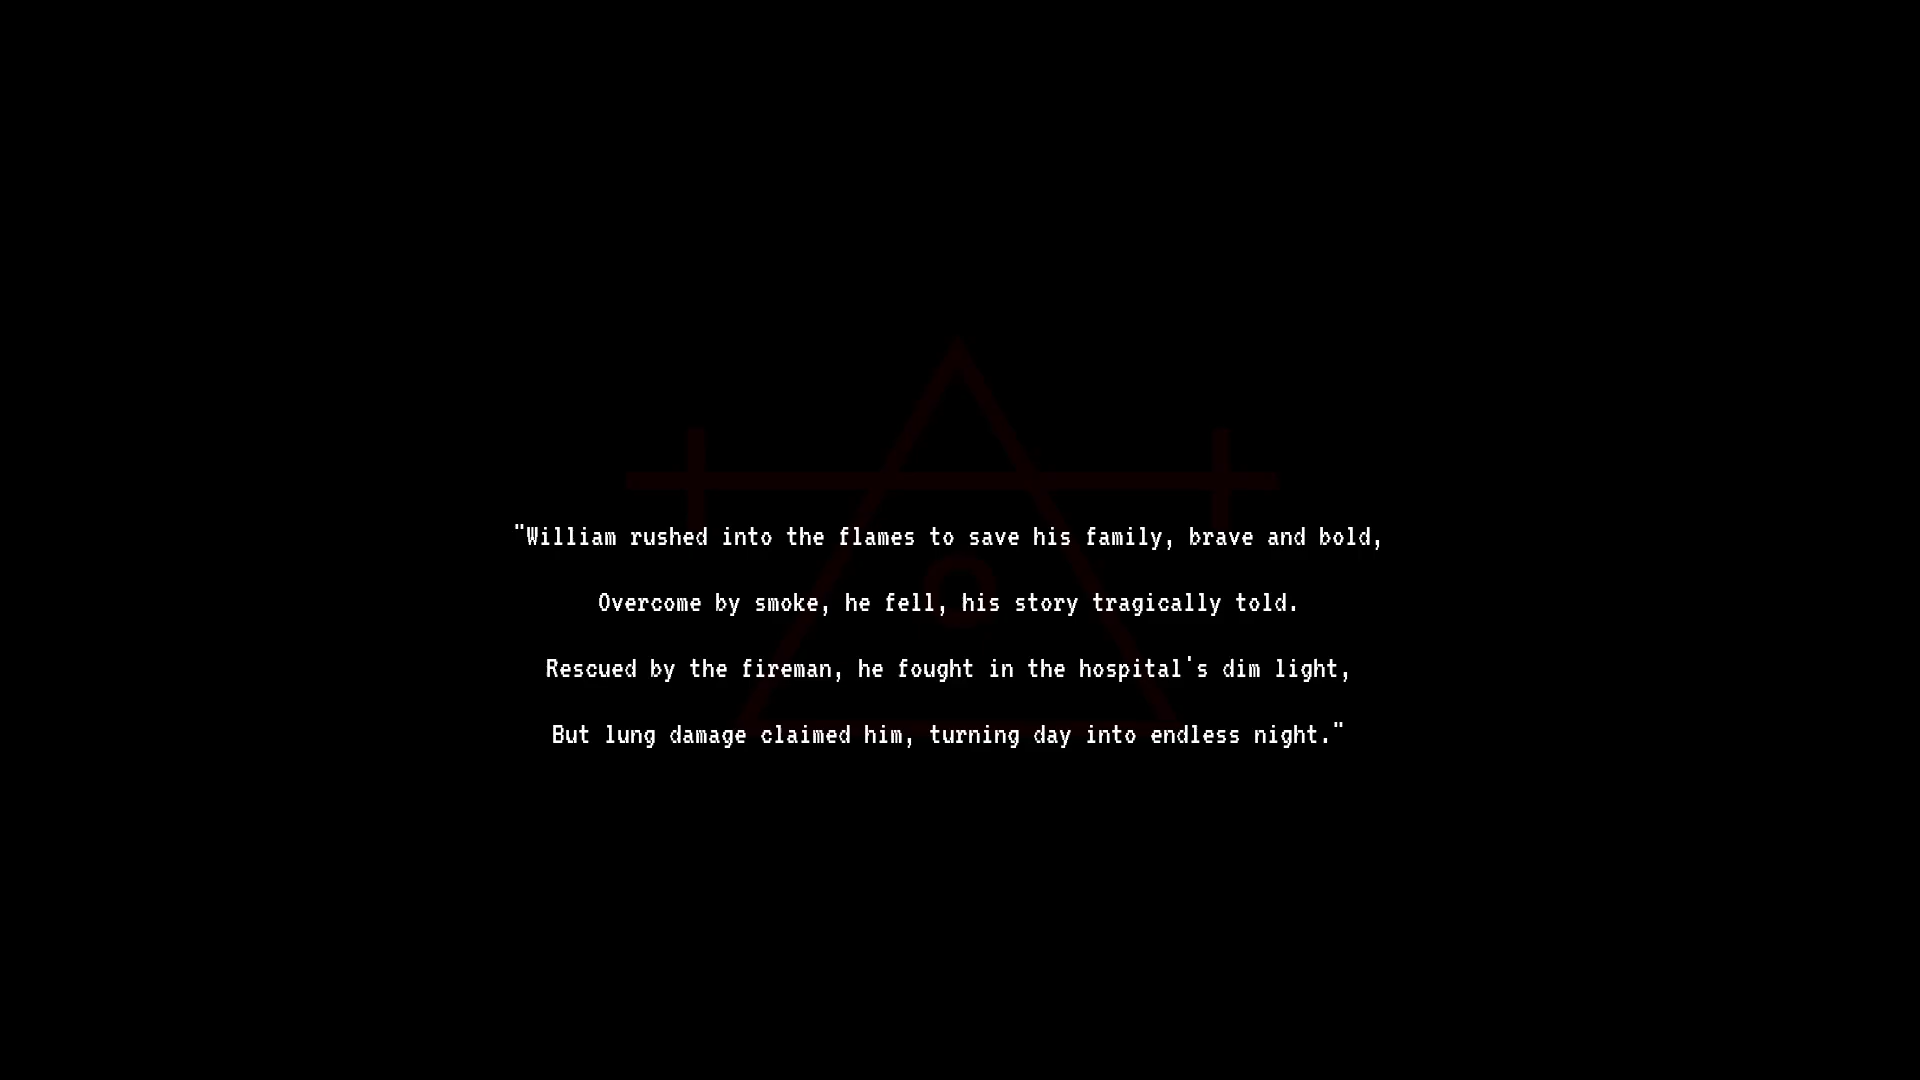 "William rushed into the flames to save his family, brave and bold,
Overcome by smoke, he fell, his story tragically told.
Rescued by the fireman, he fought in the hospital's dim light,
But lung damage claimed him, turning day into endless night."